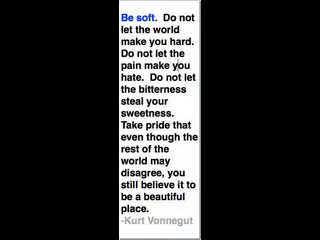 Be soft.  Do not
let the world
make you hard.
Do not let the
pain make you
hate.  Do not let
the bitterness
steal your
sweetness.
Take pride that
even though the
rest of the
world may
disagree, you
still believe it to
be a beautiful
place.
-Kurt Vonnegut